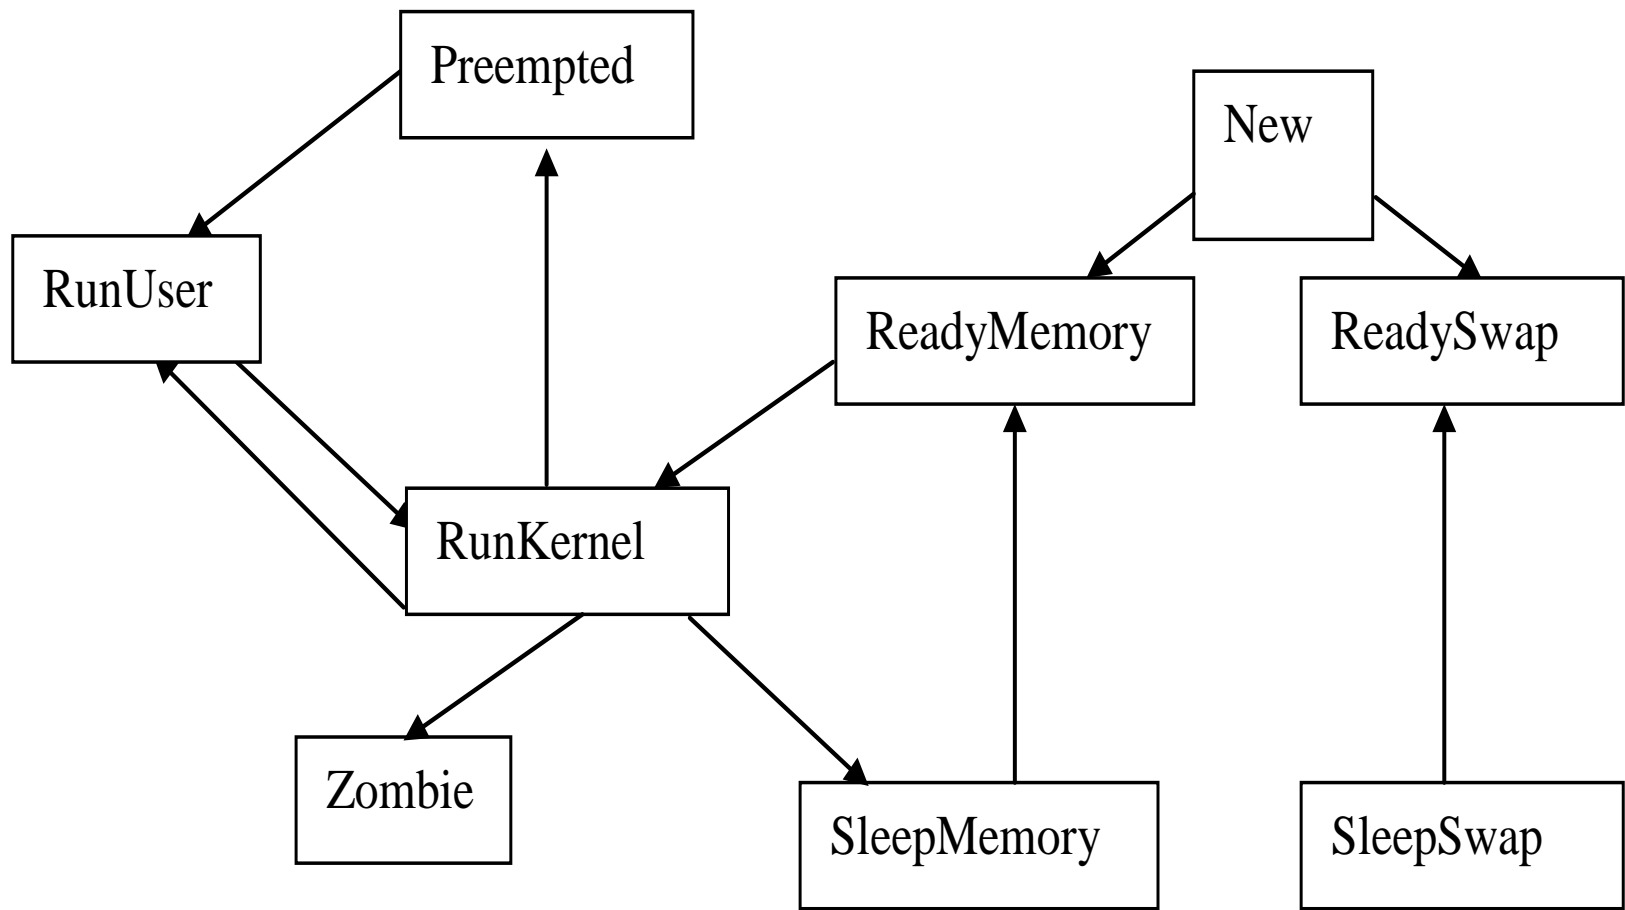 Preempted
New
RunUser
ReadyMemory
ReadySwap
RunKernel
Zombie
SleepMemory
SleepSwap